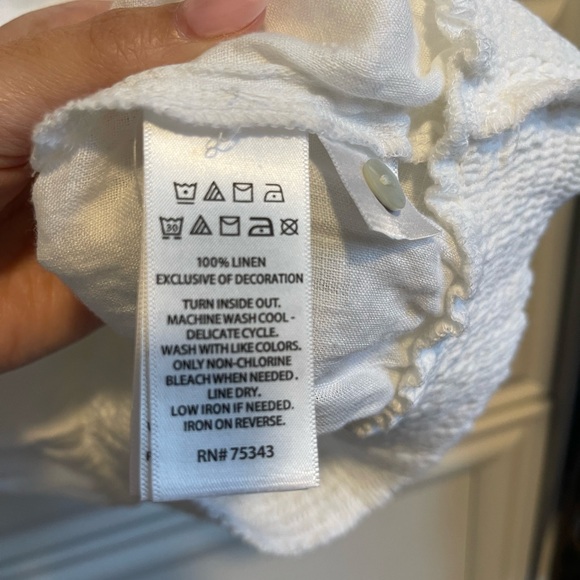 30
100% LINEN
EXCLUSIVE OF DECORATION
TURN INSIDE OUT.
MACHINE WASH COOL -
DELICATE CYCLE.
WASH WITH LIKE COLORS.
ONLY NON-CHLORINE
BLEACH WHEN NEEDED.
LINE DRY.
LOW IRON IF NEEDED.
IRON ON REVERSE.
RN# 75343